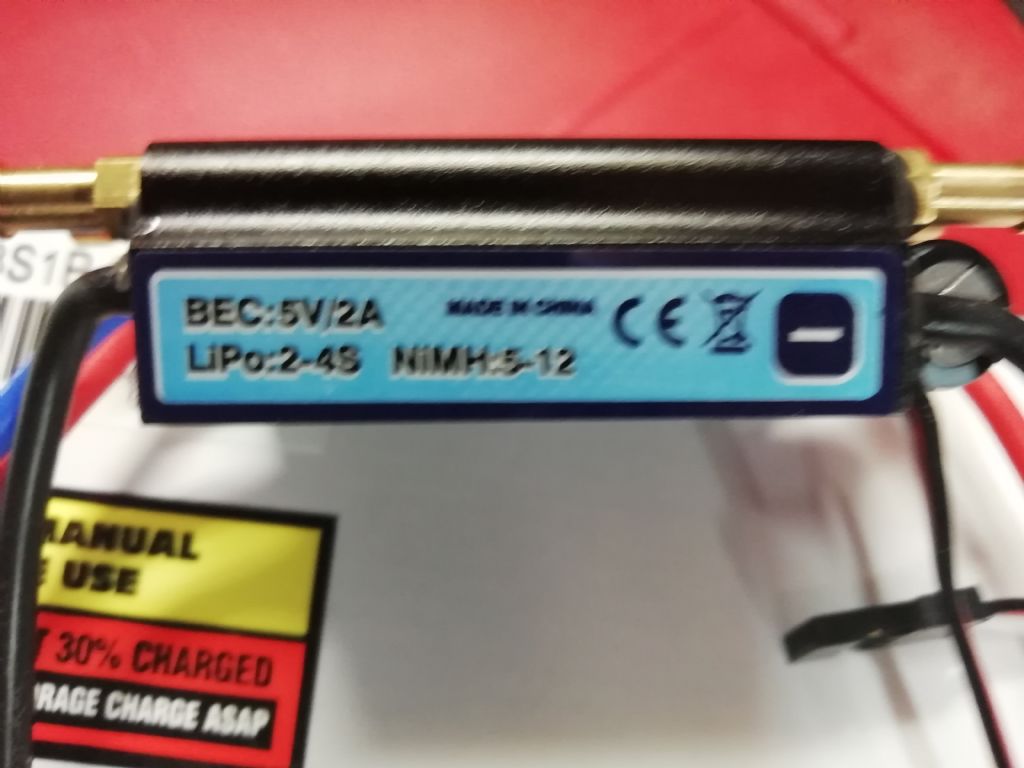 BEC:5V/2A
MADE IN CHINA
CE
LiPo:2-4S NiMH:5-12
MANUAL
USE
30% CHARGED
CHARGE ASAP